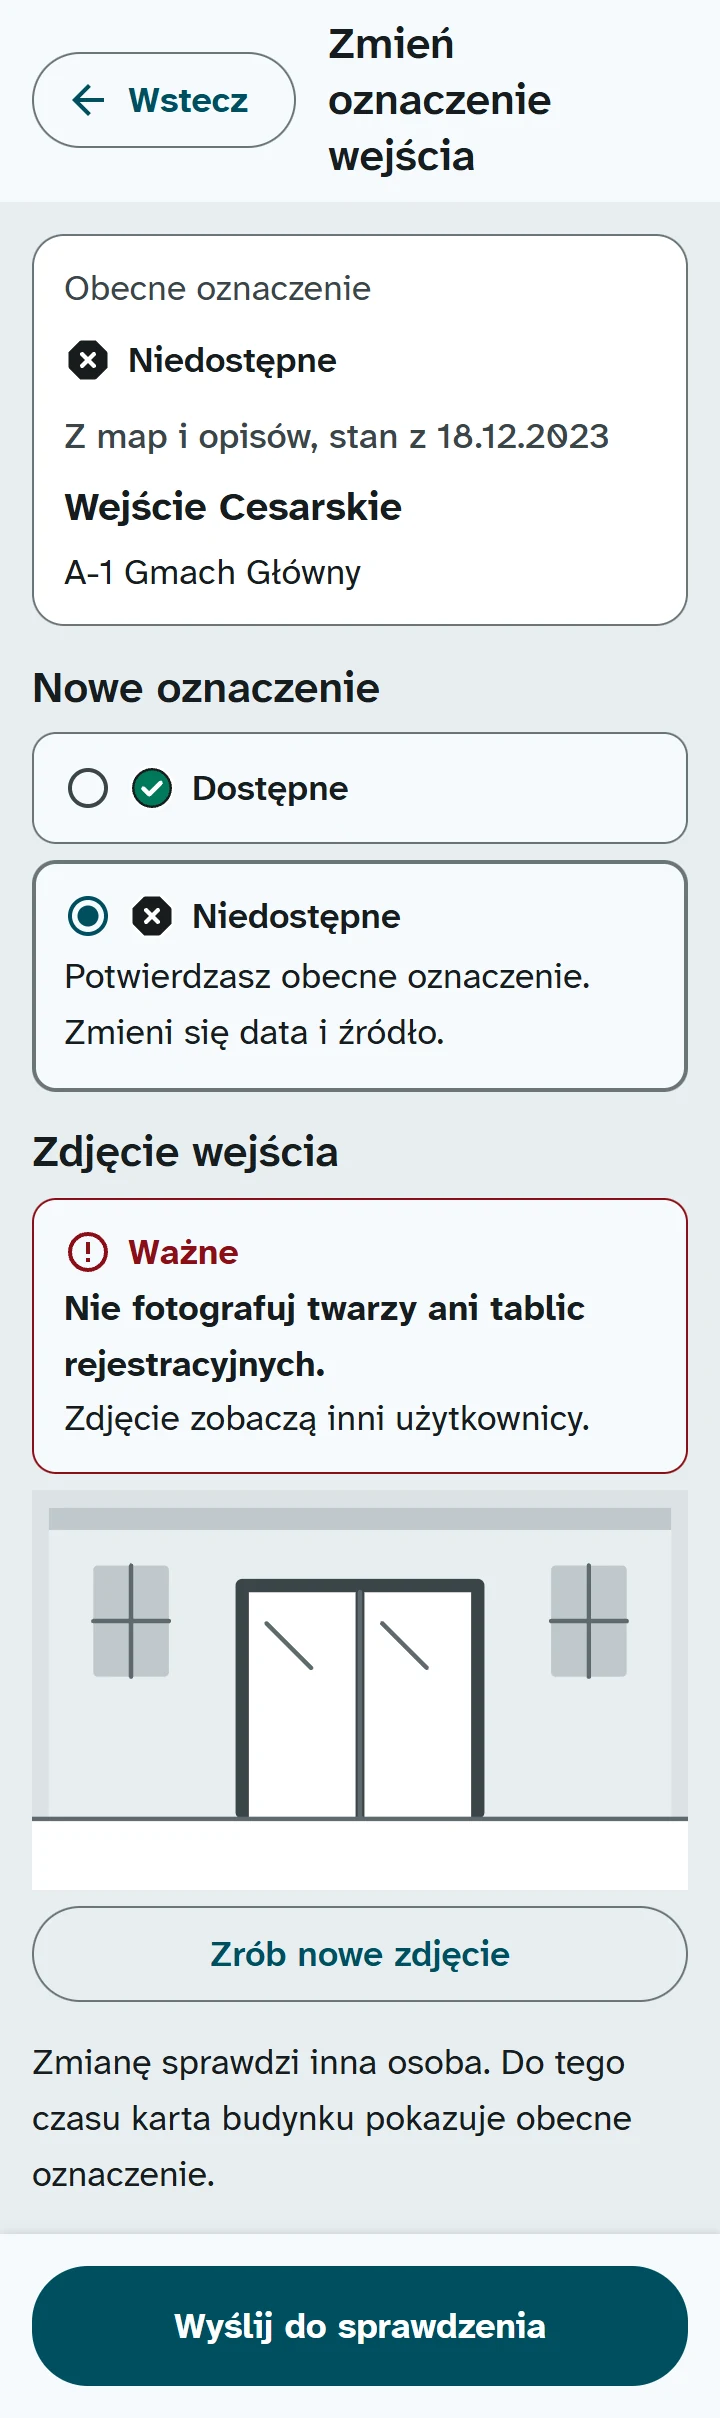 Wstecz
Zmień
oznaczenie
wejścia
Obecne oznaczenie
Niedostępne
Z map i opisów, stan z 18.12.2023
Wejście Cesarskie
A-1 Gmach Główny
Nowe oznaczenie
Dostępne
Niedostępne
Potwierdzasz obecne oznaczenie.
Zmieni się data i źródło.
Zdjęcie wejścia
Ważne
Nie fotografuj twarzy ani tablic
rejestracyjnych.
Zdjęcie zobaczą inni użytkownicy.
Zrób nowe zdjęcie
Zmianę sprawdzi inna osoba. Do tego
czasu karta budynku pokazuje obecne
oznaczenie.
Wyślij do sprawdzenia